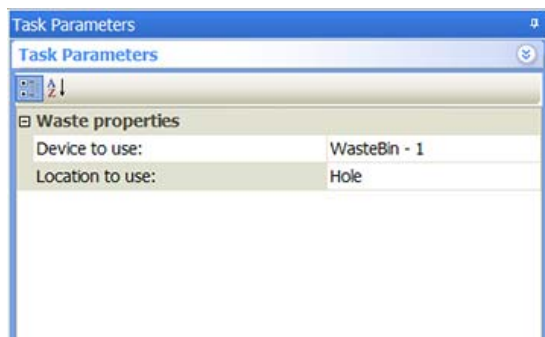 Task Parameters
Task Parameters
A Z
Waste properties
Device to use: WasteBin - 1
Location to use: Hole